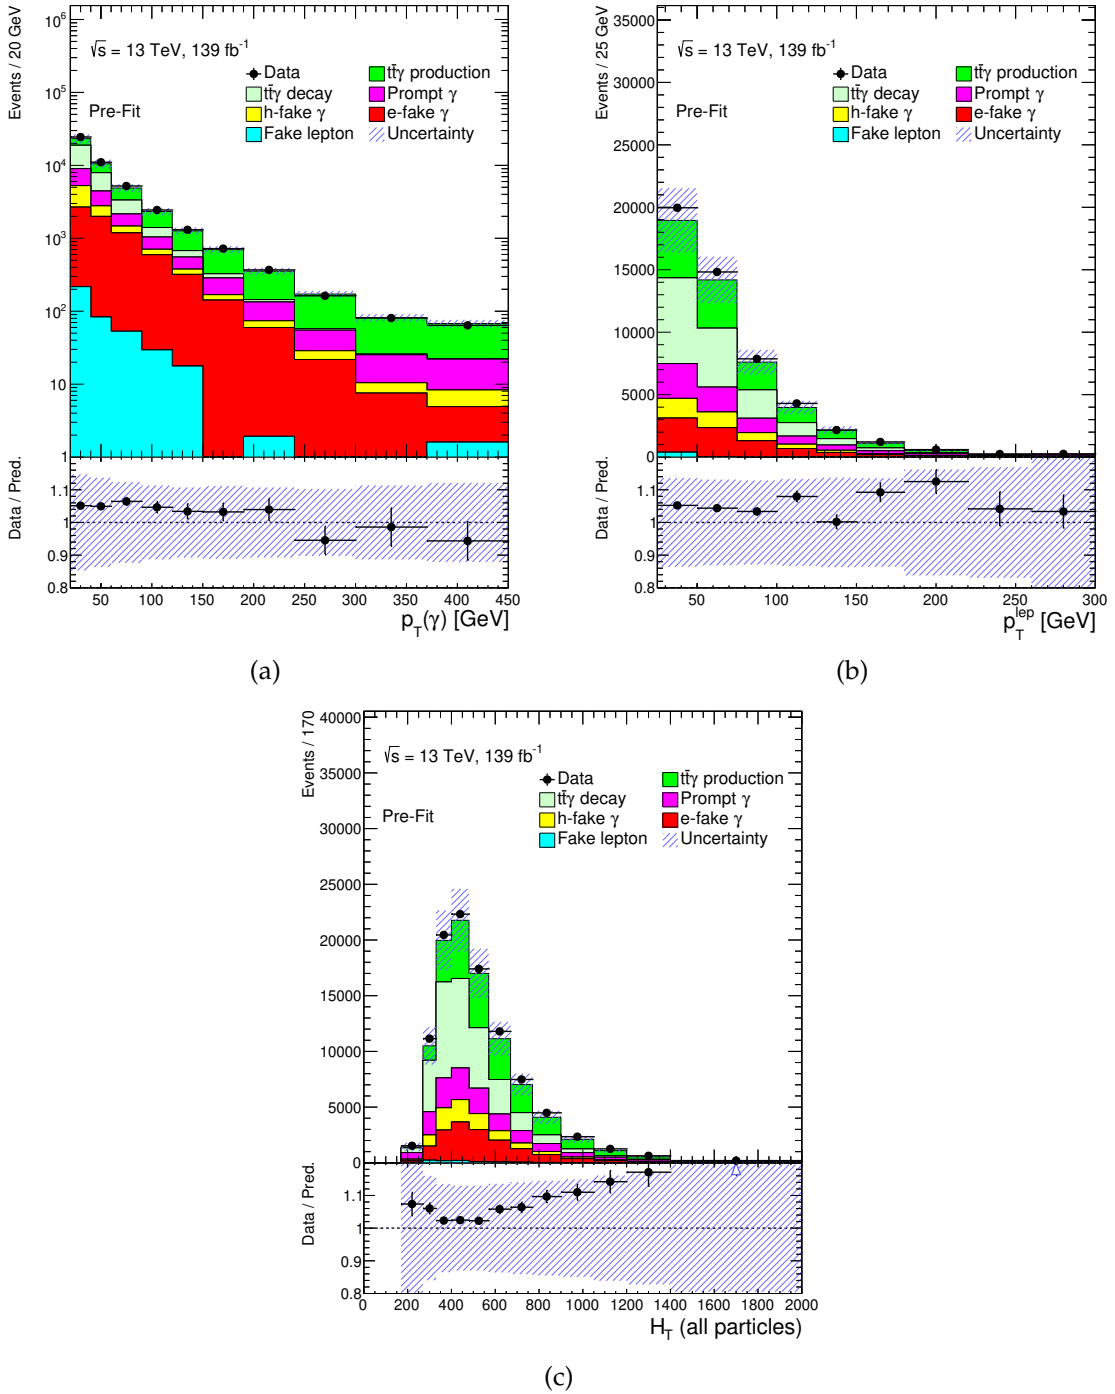 Events / 20 GeV
10^6
10^5
10^4
10^3
10^2
10
1
√s = 13 TeV, 139 fb^-1
Pre-Fit
Data
tt̄γ production
tt̄γ decay
Prompt γ
h-fake γ
e-fake γ
Fake lepton
Uncertainty
Data / Pred.
1.1
1
0.9
0.8
50 100 150 200 250 300 350 400 450
p_T(γ) [GeV]
(a)
Events / 25 GeV
35000
30000
25000
20000
15000
10000
5000
0
√s = 13 TeV, 139 fb^-1
Pre-Fit
Data
tt̄γ production
tt̄γ decay
Prompt γ
h-fake γ
e-fake γ
Fake lepton
Uncertainty
Data / Pred.
1.1
1
0.9
0.8
50 100 150 200 250 300
p_T^lep [GeV]
(b)
Events / 170
40000
35000
30000
25000
20000
15000
10000
5000
0
√s = 13 TeV, 139 fb^-1
Pre-Fit
Data
tt̄γ production
tt̄γ decay
Prompt γ
h-fake γ
e-fake γ
Fake lepton
Uncertainty
Data / Pred.
1.1
1
0.9
0.8
0 200 400 600 800 1000 1200 1400 1600 1800 2000
H_T (all particles)
(c)